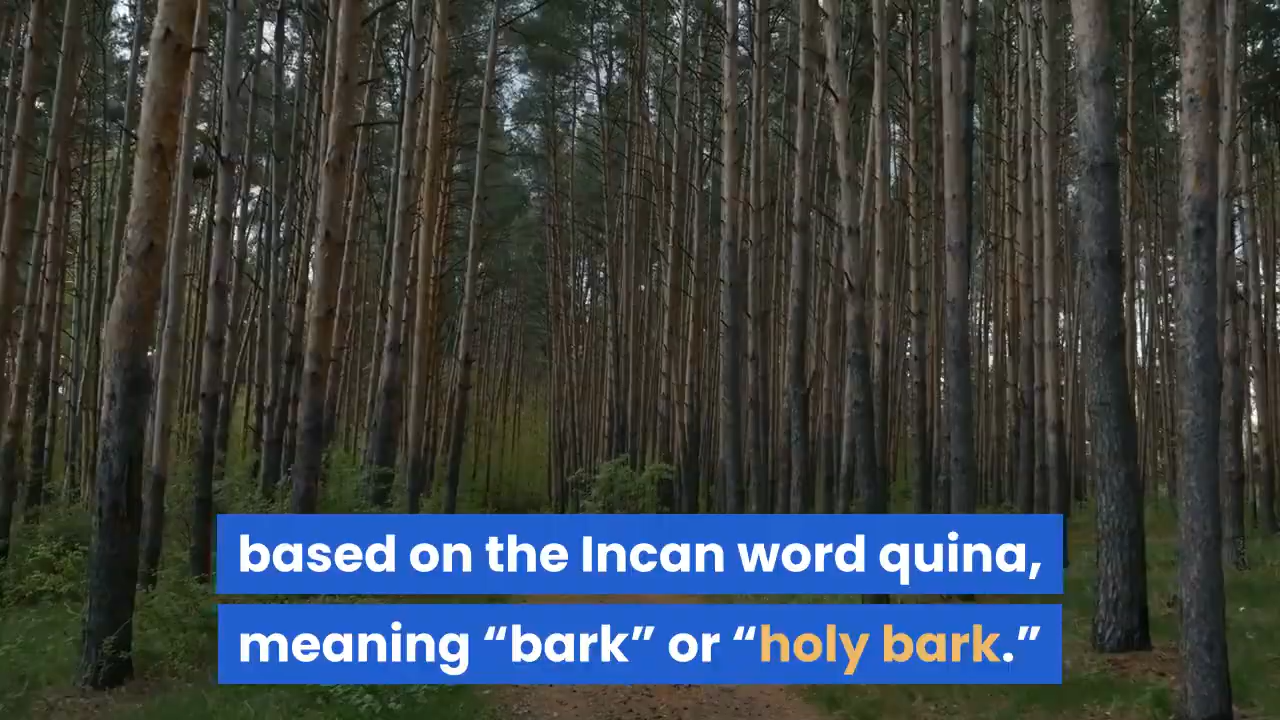 based on the Incan word quina,
meaning “bark” or “holy bark.”